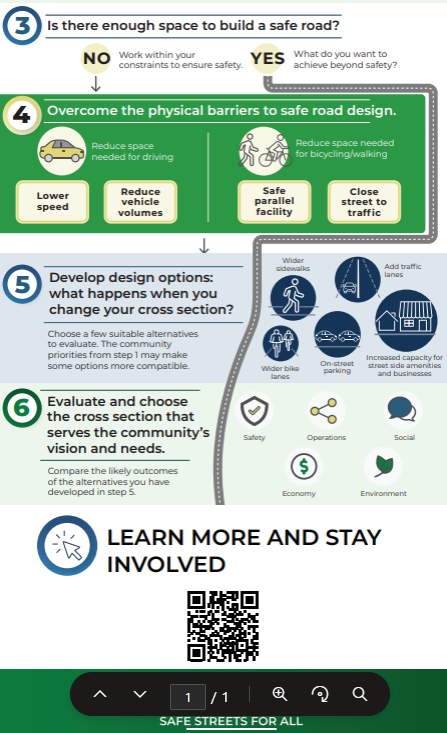 3 Is there enough space to build a safe road?
NO Work within your
constraints to ensure safety.
YES What do you want to
achieve beyond safety?
4 Overcome the physical barriers to safe road design.
Reduce space
needed for driving
Reduce space needed
for bicycling/walking
Lower
speed
Reduce
vehicle
volumes
Safe
parallel
facility
Close
street to
traffic
5 Develop design options:
what happens when you
change your cross section?
Choose a few suitable alternatives
to evaluate. The community
priorities from step 1 may make
some options more compatible.
Wider
sidewalks
Add traffic
lanes
Wider bike
lanes
On-street
parking
Increased capacity for
street side amenities
and businesses
6 Evaluate and choose
the cross section that
serves the community's
vision and needs.
Compare the likely outcomes
of the alternatives you have
developed in step 5.
Safety
Operations
Social
Economy
Environment
LEARN MORE AND STAY
INVOLVED
1 / 1
SAFE STREETS FOR ALL